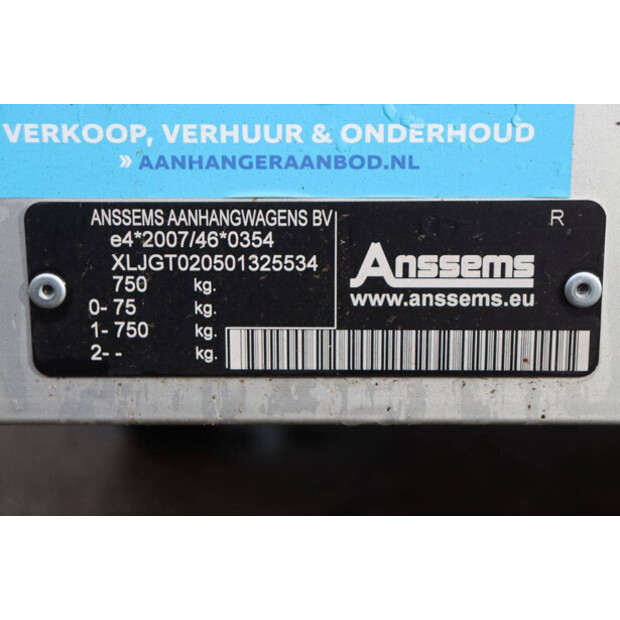 VERKOOP, VERHUUR & ONDERHOUD
» AANHANGERAANBOD.NL
ANSSEMS AANHANGWAGENS BV
e4*2007/46*0354
XLJGT020501325534
750 kg.
0- 75 kg.
1- 750 kg.
2- - kg.
R
Anssems
www.anssems.eu